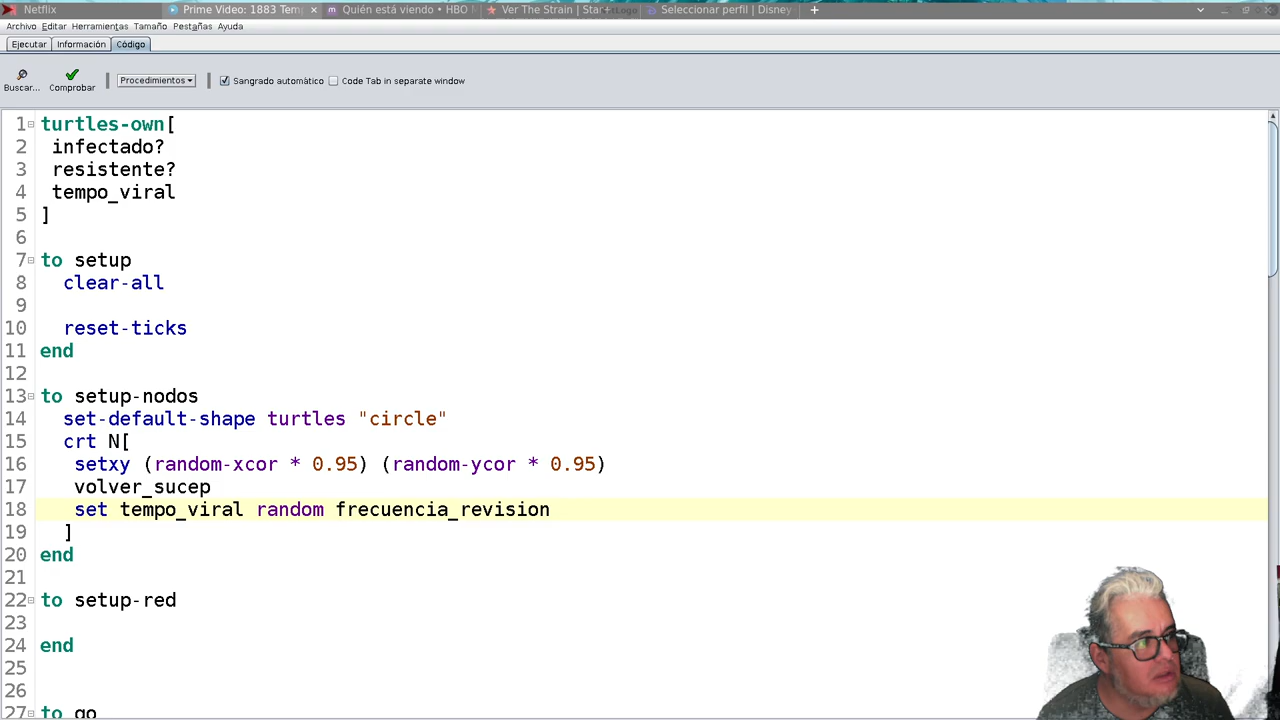 Netflix
Prime Video: 1883 Tem
Quién está viendo • HBO
Ver The Strain | Star+
Seleccionar perfil | Disney
Archivo Editar Herramientas Tamaño Pestañas Ayuda
Ejecutar Información Código
Buscar... Comprobar Procedimientos Sangrado automático Code Tab in separate window
1 turtles-own[
2 infectado?
3 resistente?
4 tempo_viral
5 ]
6
7 to setup
8 clear-all
9
10 reset-ticks
11 end
12
13 to setup-nodos
14 set-default-shape turtles "circle"
15 crt N[
16 setxy (random-xcor * 0.95) (random-ycor * 0.95)
17 volver_sucep
18 set tempo_viral random frecuencia_revision
19 ]
20 end
21
22 to setup-red
23
24 end
25
26
27 to go